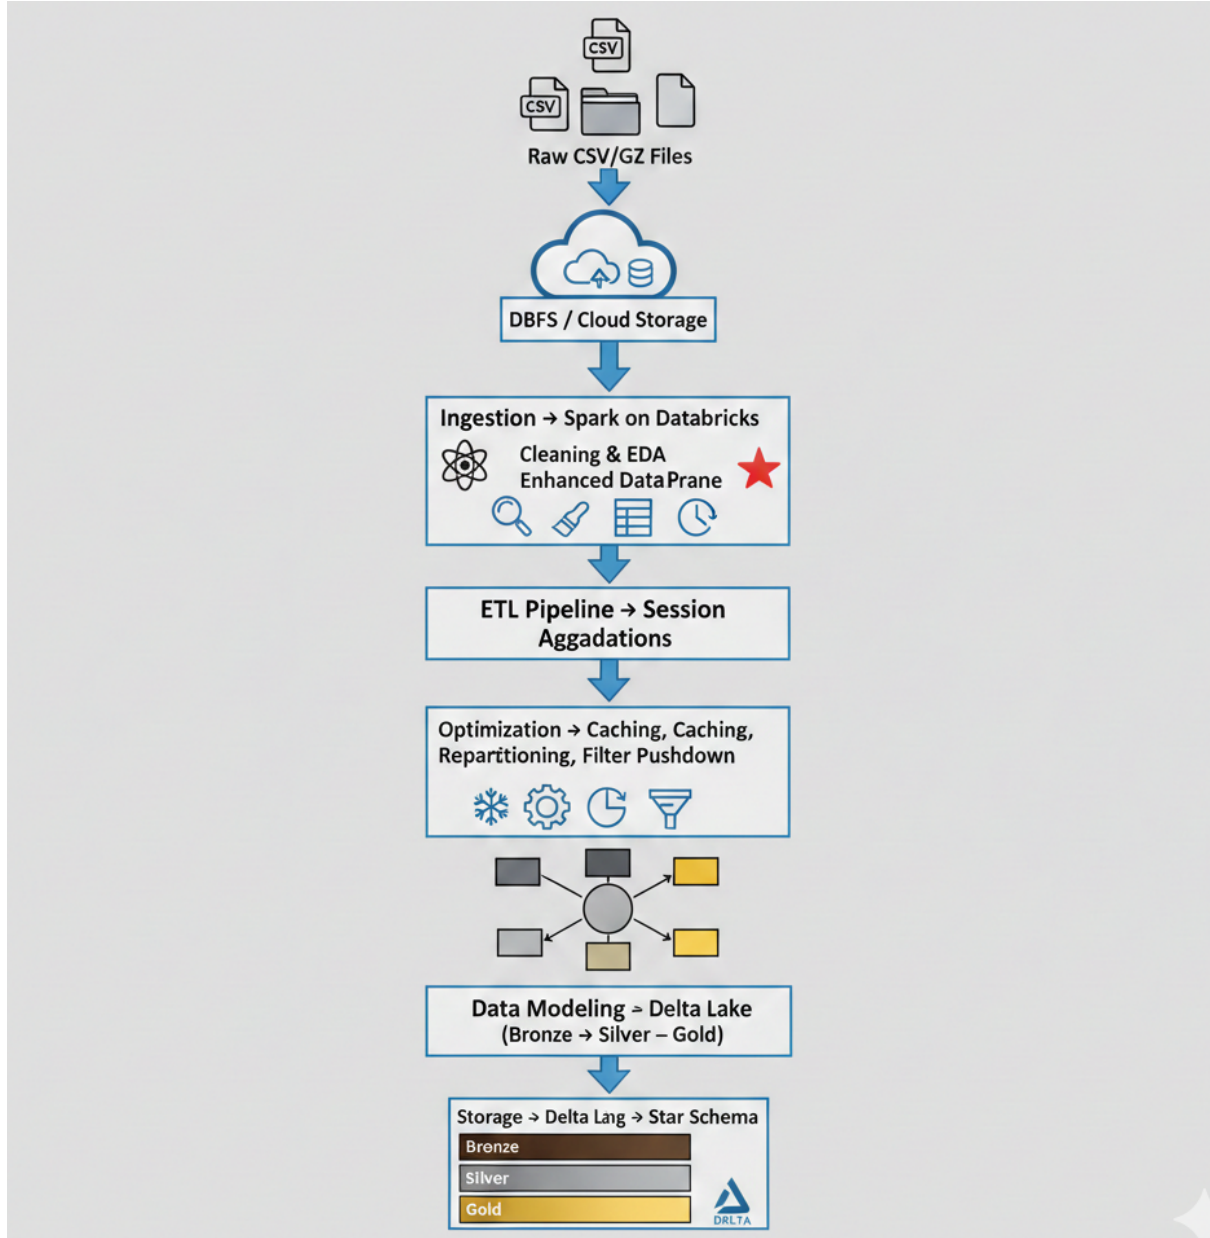 CSV
CSV
Raw CSV/GZ Files
DBFS / Cloud Storage
Ingestion → Spark on Databricks
Cleaning & EDA
Enhanced Data Prane
ETL Pipeline → Session
Aggadations
Optimization → Caching, Caching,
Repartitioning, Filter Pushdown
Data Modeling - Delta Lake
(Bronze → Silver – Gold)
Storage → Delta Lang → Star Schema
Bronze
Silver
Gold
DRLTA